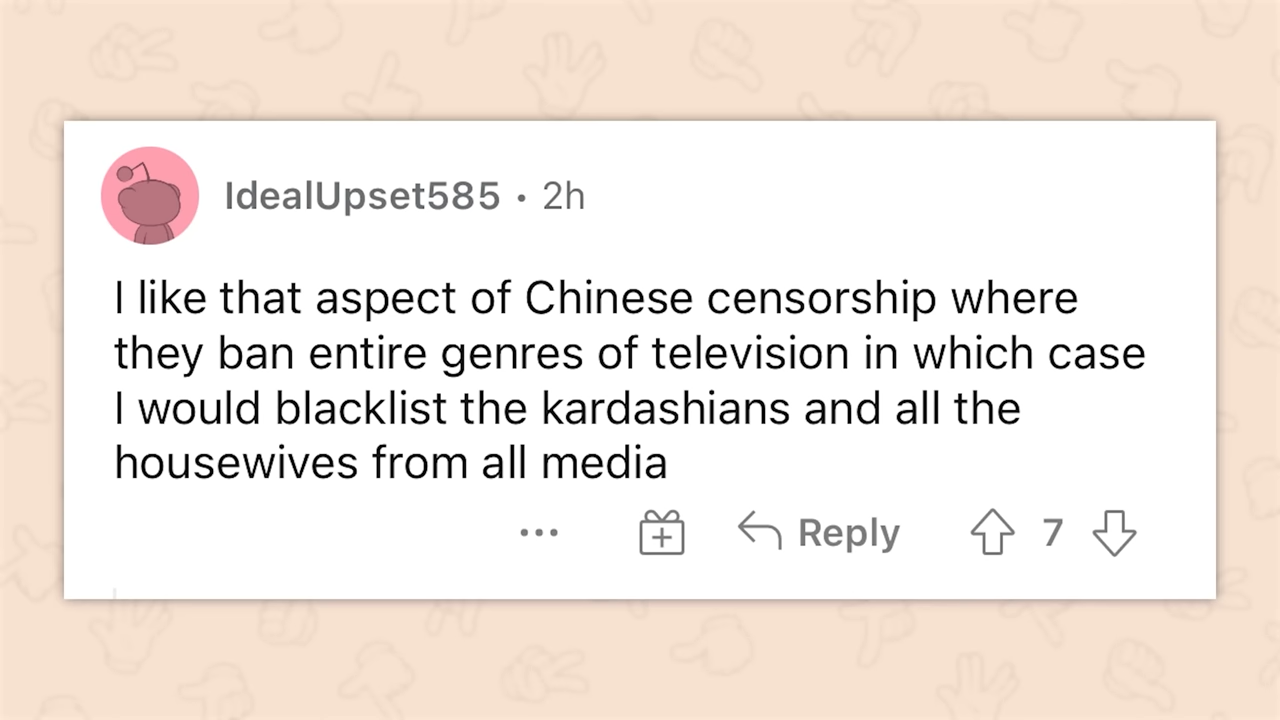 IdealUpset585 • 2h
I like that aspect of Chinese censorship where
they ban entire genres of television in which case
I would blacklist the kardashians and all the
housewives from all media
Reply 7